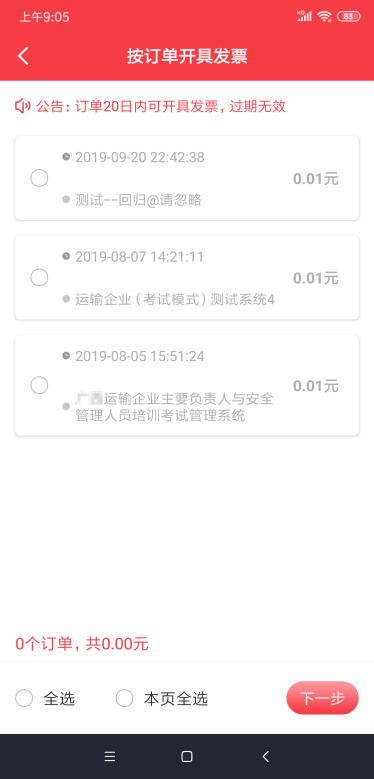 上午9:05
HD 83
按订单开具发票
公告: 订单20日内可开具发票, 过期无效
2019-09-20 22:42:38
0.01元
测试--回归@请忽略
2019-08-07 14:21:11
0.01元
运输企业(考试模式)测试系统4
2019-08-05 15:51:24
0.01元
运输企业主要负责人与安全
管理人员培训考试管理系统
0个订单, 共0.00元
全选 本页全选 下一步